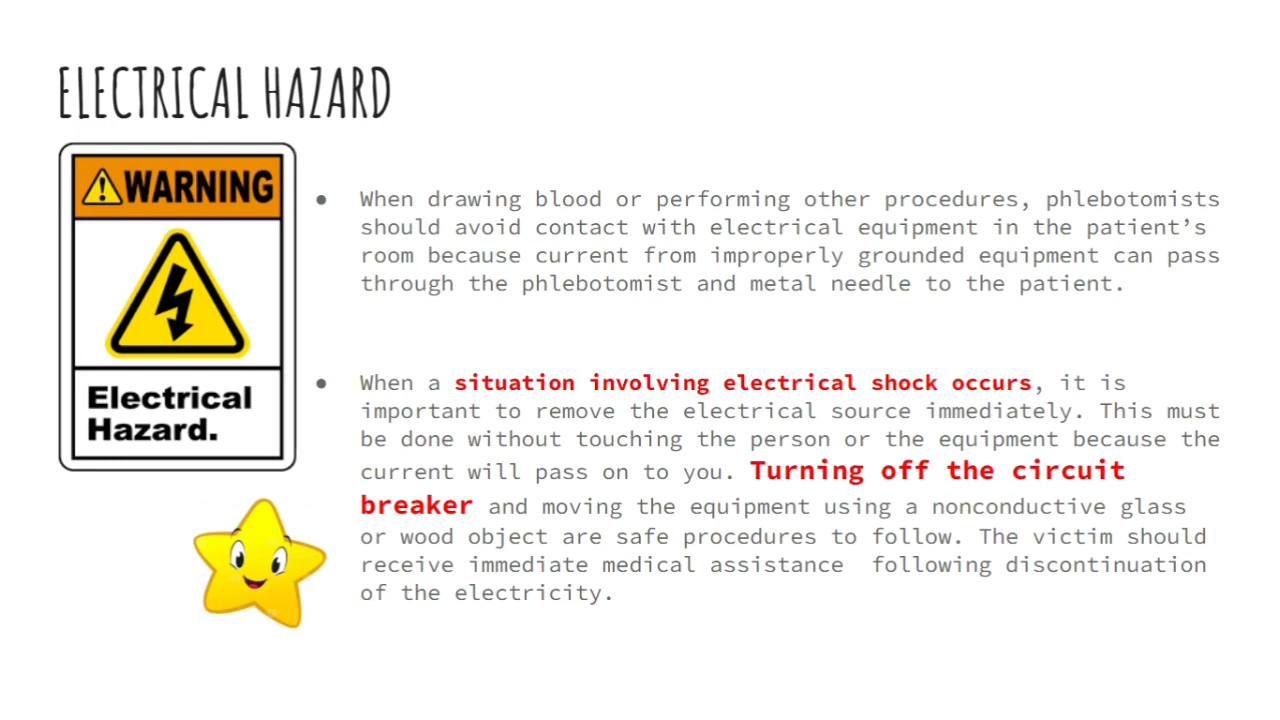 ELECTRICAL HAZARD
WARNING
Electrical
Hazard.
● When drawing blood or performing other procedures, phlebotomists
should avoid contact with electrical equipment in the patient’s
room because current from improperly grounded equipment can pass
through the phlebotomist and metal needle to the patient.
● When a situation involving electrical shock occurs, it is
important to remove the electrical source immediately. This must
be done without touching the person or the equipment because the
current will pass on to you. Turning off the circuit
breaker and moving the equipment using a nonconductive glass
or wood object are safe procedures to follow. The victim should
receive immediate medical assistance  following discontinuation
of the electricity.